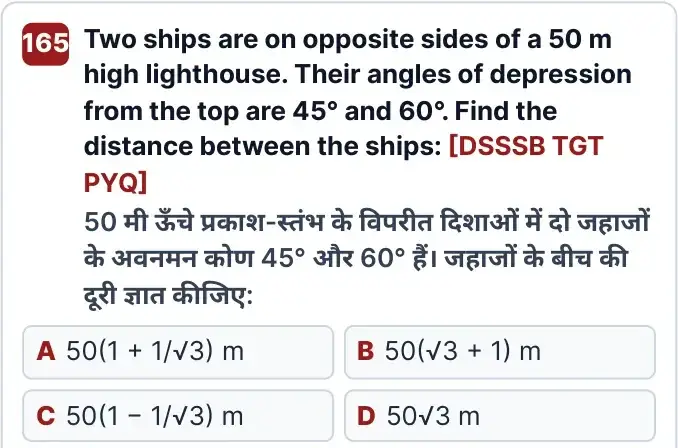 165 Two ships are on opposite sides of a 50 m
high lighthouse. Their angles of depression
from the top are 45° and 60°. Find the
distance between the ships: [DSSSB TGT
PYQ]
50 मी ऊँचे प्रकाश-स्तंभ के विपरीत दिशाओं में दो जहाजों
के अवनमन कोण 45° और 60° हैं। जहाजों के बीच की
दूरी ज्ञात कीजिए:
A 50(1 + 1/√3) m
B 50(√3 + 1) m
C 50(1 − 1/√3) m
D 50√3 m